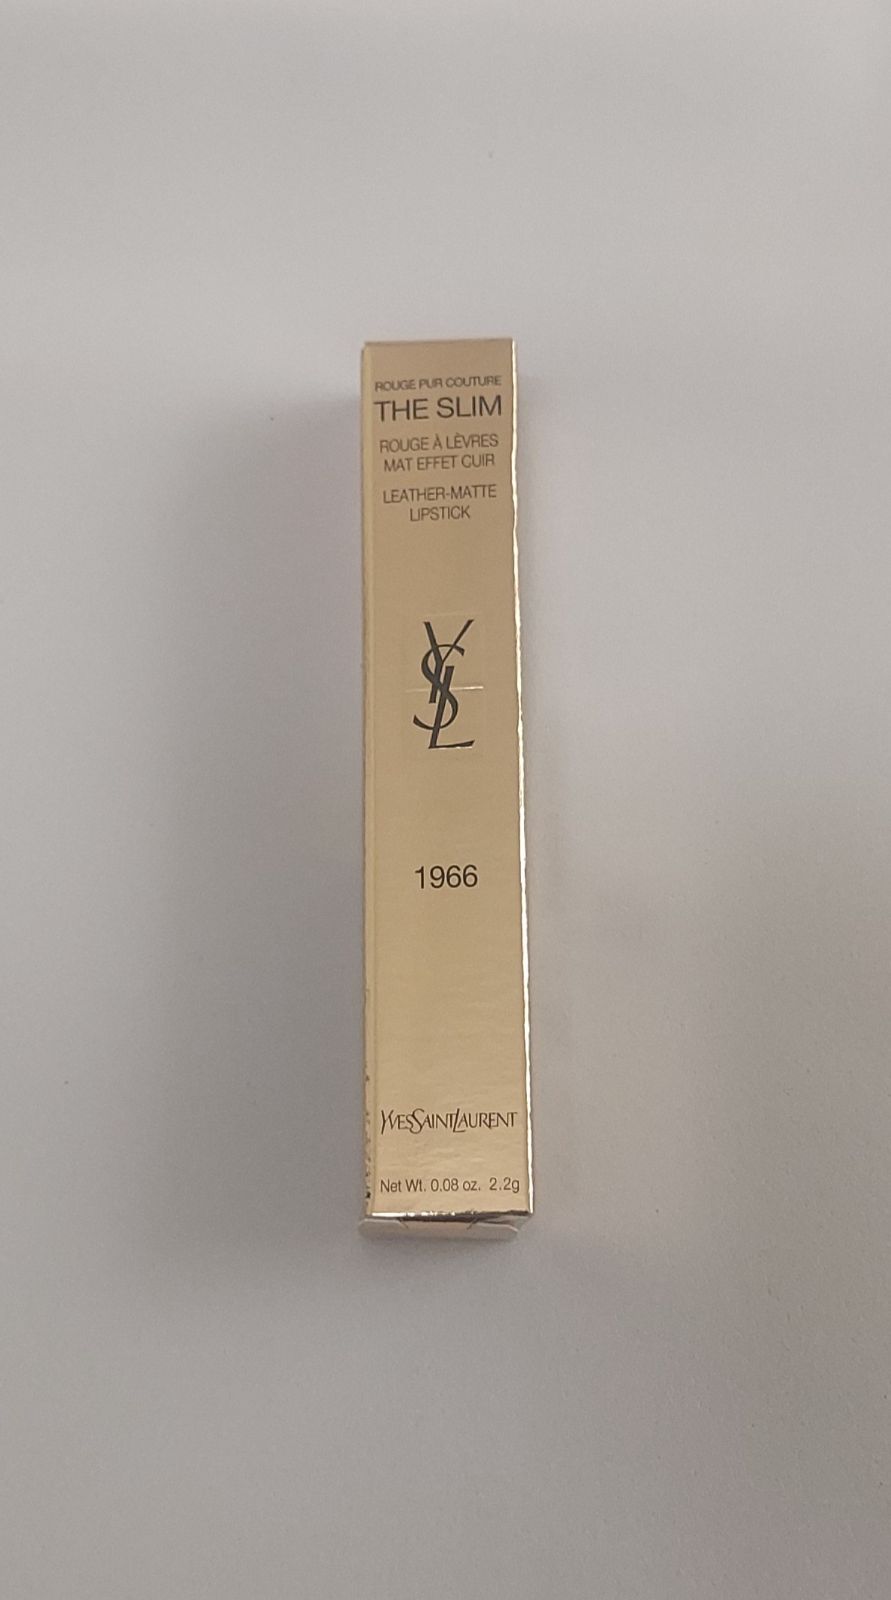 ROUGE PUR COUTURE
THE SLIM
ROUGE À LÈVRES
MAT EFFET CUIR
LEATHER-MATTE
LIPSTICK
YSL
1966
YVESSAINTLAURENT
Net Wt. 0.08 oz. 2.2g